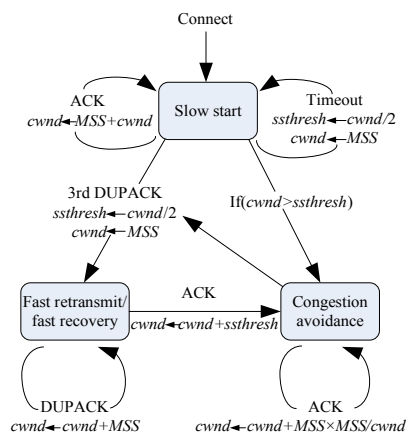 Connect
Slow start
ACK
cwnd←MSS+cwnd
Timeout
ssthresh←cwnd/2
cwnd←MSS
3rd DUPACK
ssthresh←cwnd/2
cwnd←MSS
If(cwnd>ssthresh)
Fast retransmit/
fast recovery
ACK
cwnd←cwnd+ssthresh
Congestion
avoidance
DUPACK
cwnd←cwnd+MSS
ACK
cwnd←cwnd+MSS×MSS/cwnd